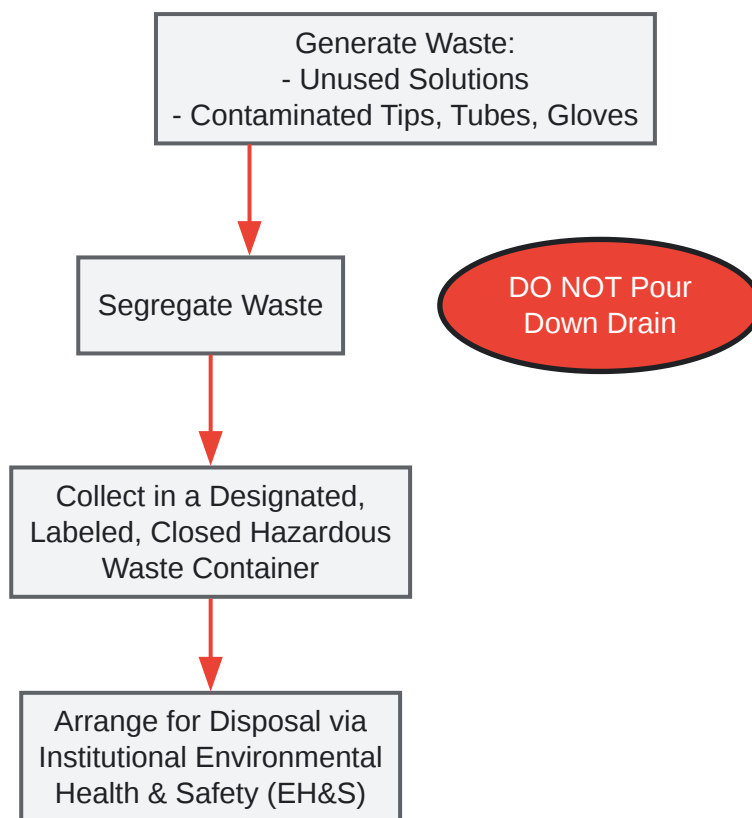 Generate Waste:
- Unused Solutions
- Contaminated Tips, Tubes, Gloves
Segregate Waste
DO NOT Pour
Down Drain
Collect in a Designated,
Labeled, Closed Hazardous
Waste Container
Arrange for Disposal via
Institutional Environmental
Health & Safety (EH&S)